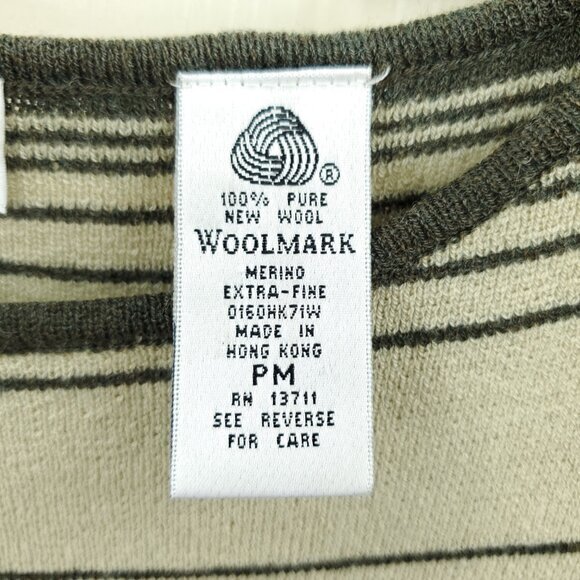 ®
100% PURE
NEW WOOL
WOOLMARK
MERINO
EXTRA-FINE
0160HK71W
MADE IN
HONG KONG
PM
RN 13711
SEE REVERSE
FOR CARE